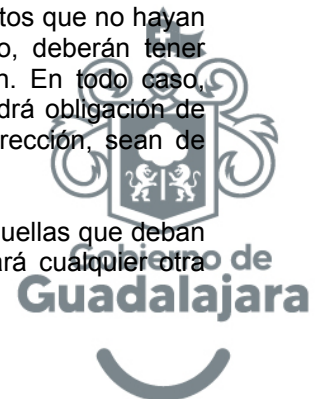 tos que no hayan
o, deberán tener
n. En todo caso,
drá obligación de
rección, sean de
uellas que deban
ará cualquier otra
Gobierno de
Guadalajara